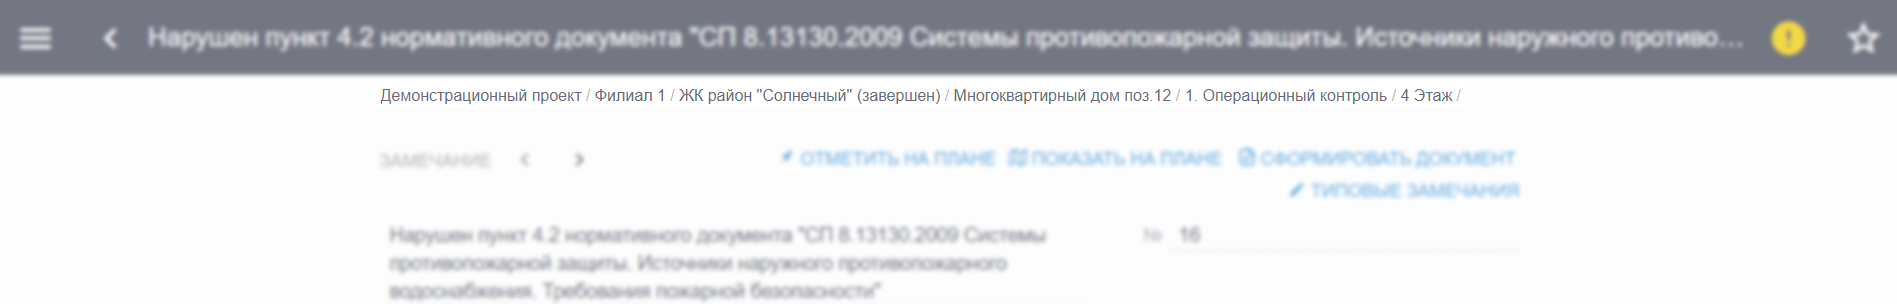 Нарушен пункт 4.2 нормативного документа "СП 8.13130.2009 Системы противопожарной защиты. Источники наружного противо...
Демонстрационный проект / Филиал 1 / ЖК район "Солнечный" (завершен) / Многоквартирный дом поз.12 / 1. Операционный контроль / 4 Этаж /
ЗАМЕЧАНИЕ ОТМЕТИТЬ НА ПЛАНЕ ПОКАЗАТЬ НА ПЛАНЕ СФОРМИРОВАТЬ ДОКУМЕНТ
ТИПОВЫЕ ЗАМЕЧАНИЯ
Нарушен пункт 4.2 нормативного документа "СП 8.13130.2009 Системы
противопожарной защиты. Источники наружного противопожарного
водоснабжения. Требования пожарной безопасности"
№ 16